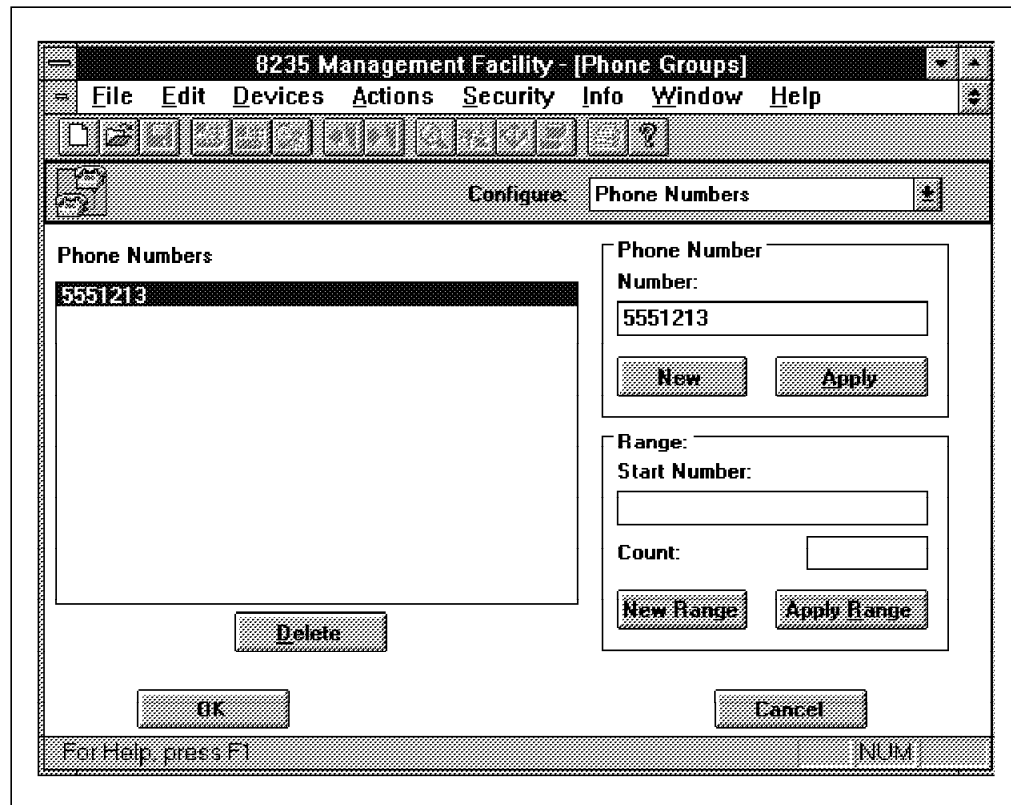 8235 Management Facility - [Phone Groups]
File Edit Devices Actions Security Info Window Help
Configure: Phone Numbers
Phone Numbers
5551213
Phone Number
Number:
5551213
New Apply
Range:
Start Number:
Count:
New Range Apply Range
Delete
OK Cancel
For Help, press F1 NUM